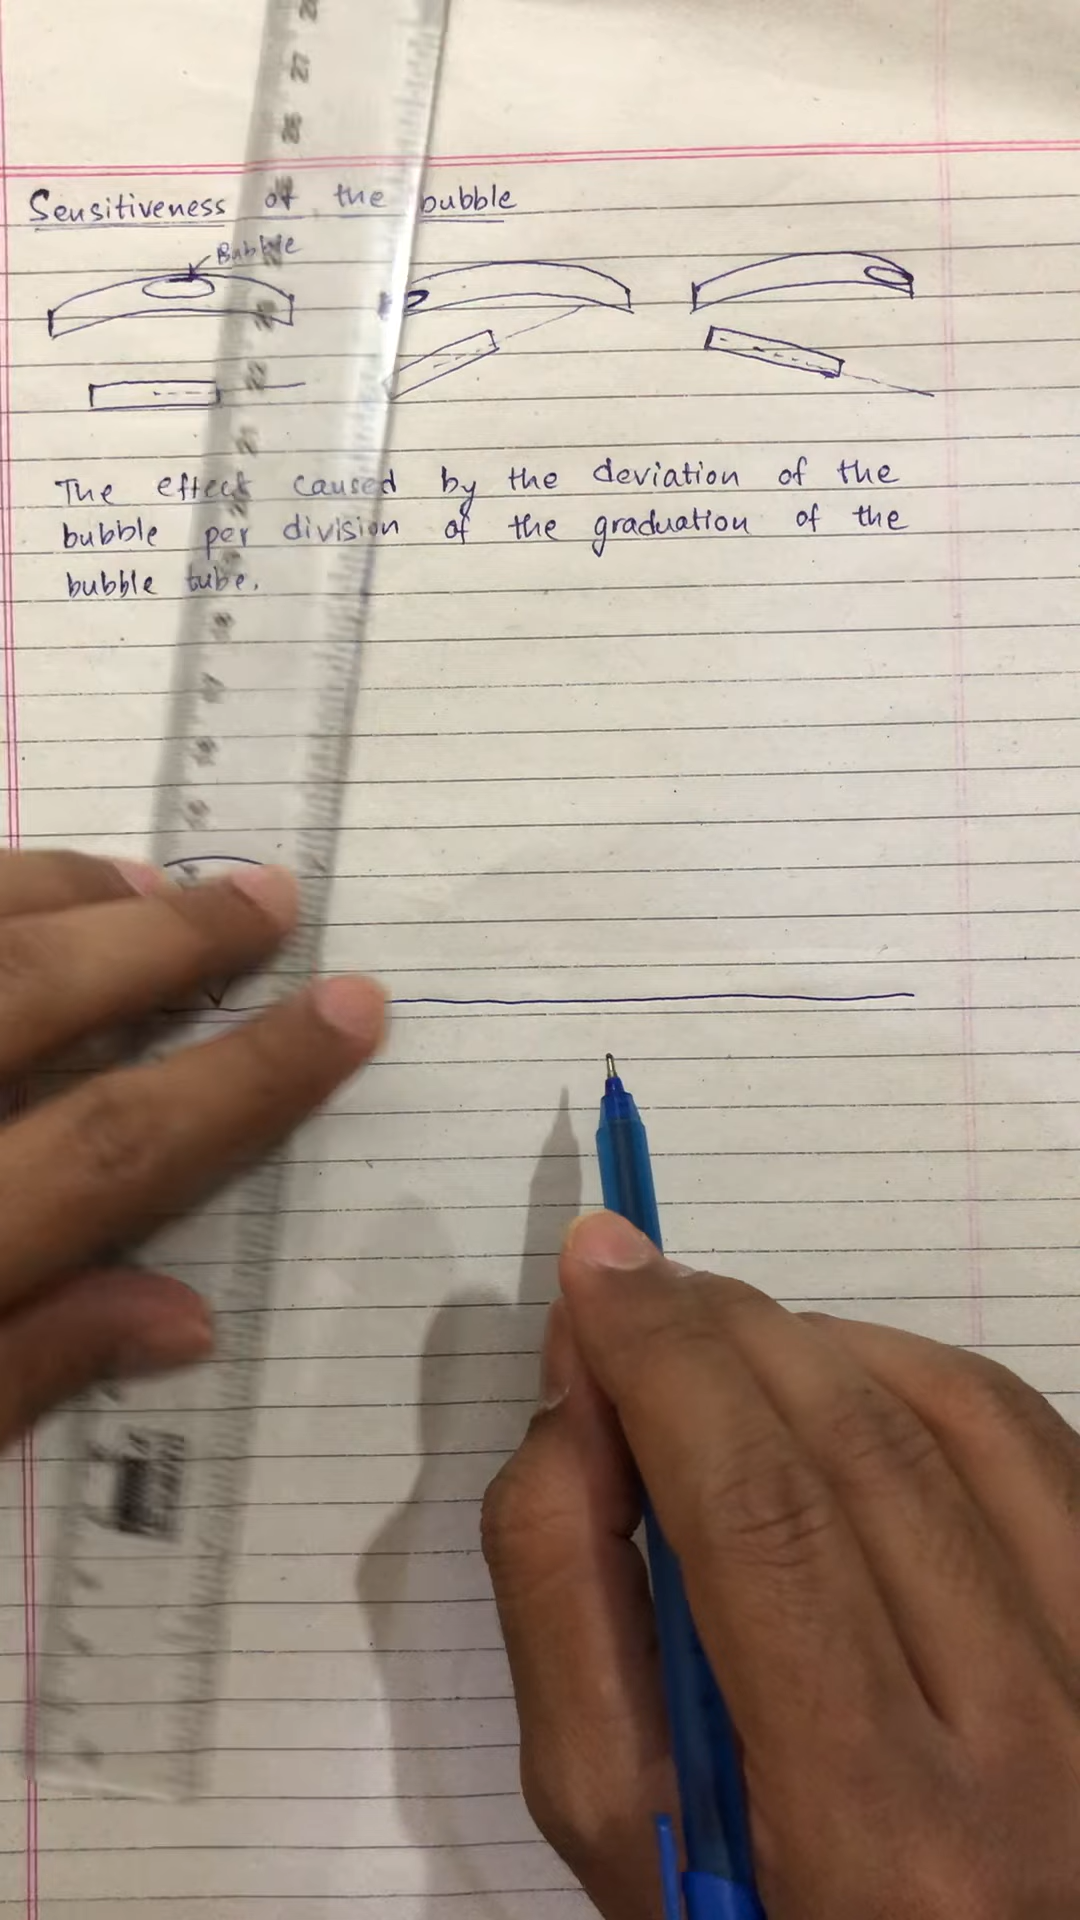 Sensitiveness of the bubble
Bubble
The effect caused by the deviation of the
bubble per division of the graduation of the
bubble tube.